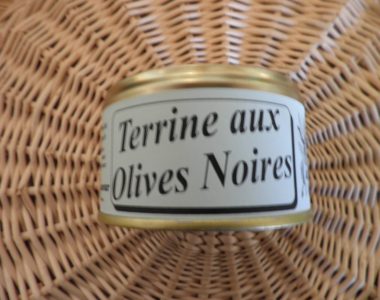 Terrine aux
Olives Noires